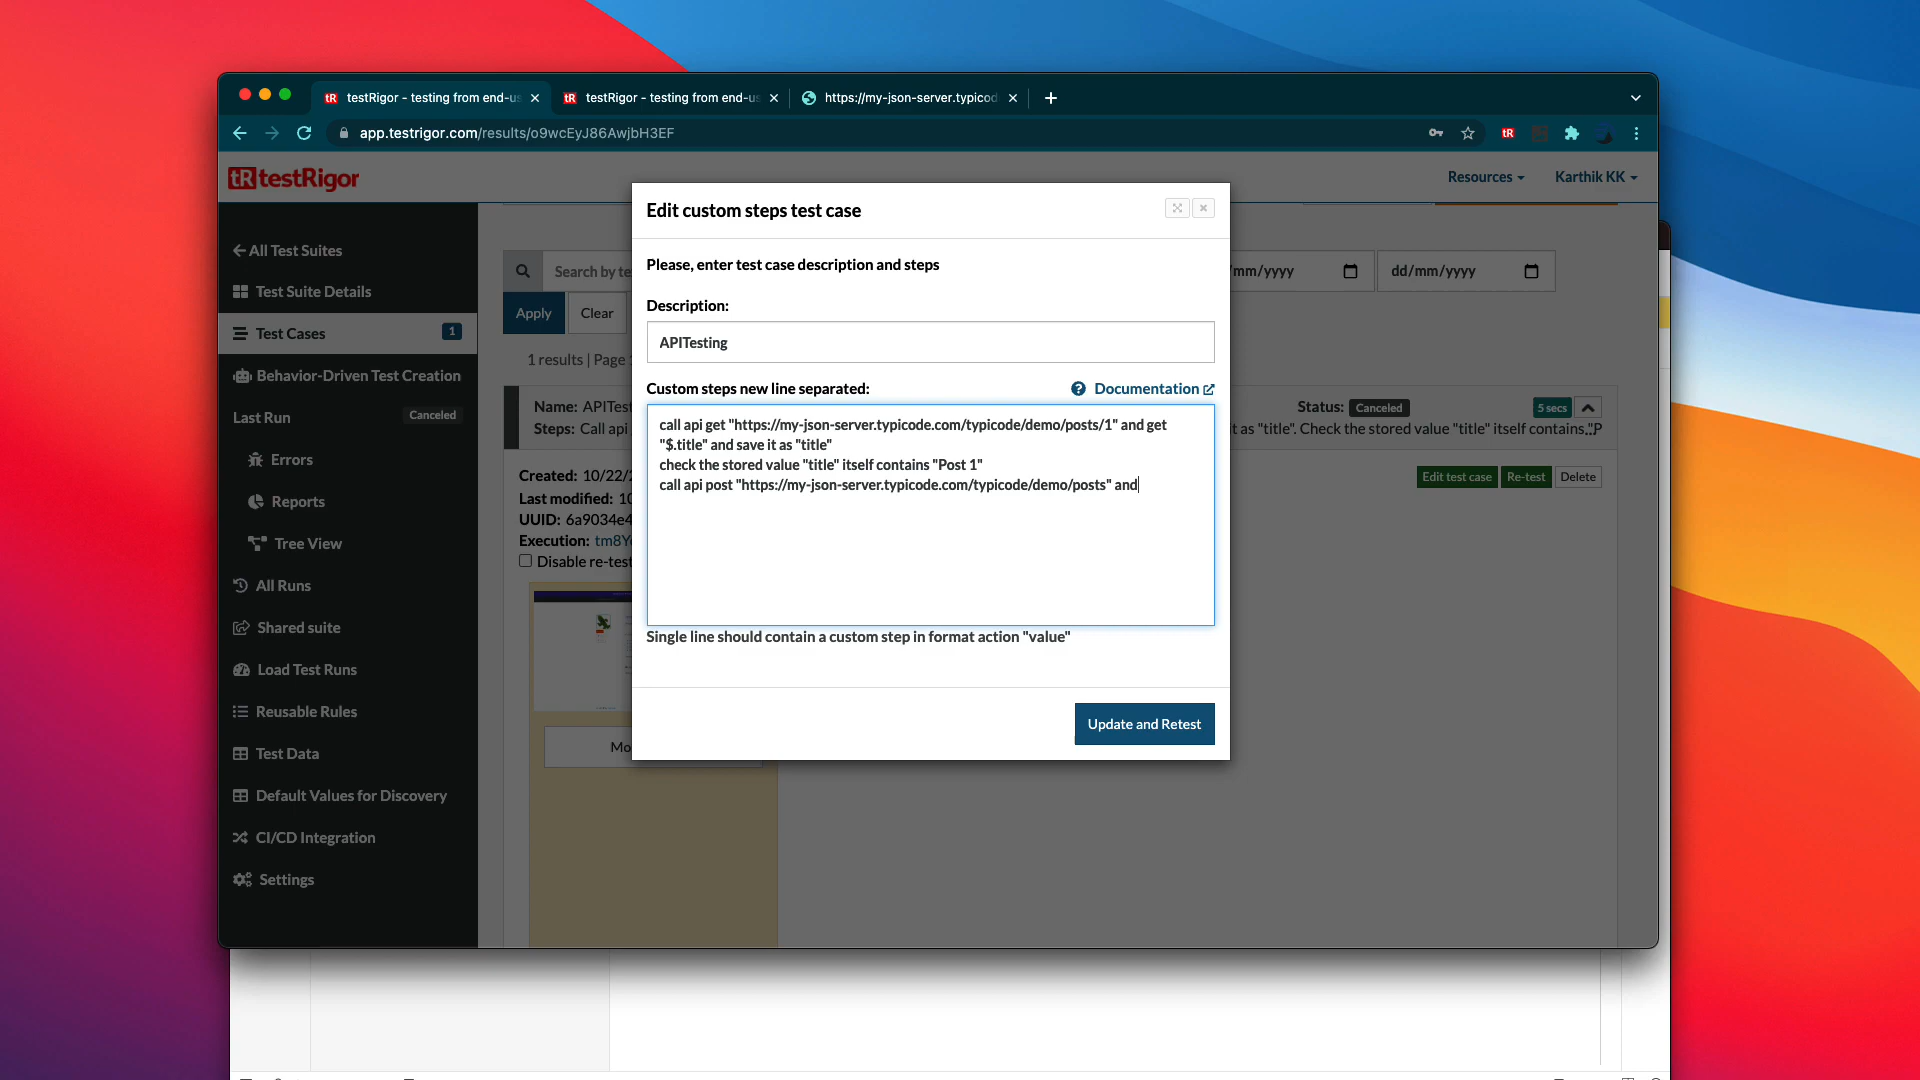 testRigor - testing from end-us
testRigor - testing from end-us
https://my-json-server.typicod
app.testrigor.com/results/o9wcEyJ86AwjbH3EF
tR
tR testRigor
Resources
Karthik KK
All Test Suites
Test Suite Details
Test Cases 1
Behavior-Driven Test Creation
Last Run Canceled
Errors
Reports
Tree View
All Runs
Shared suite
Load Test Runs
Reusable Rules
Test Data
Default Values for Discovery
CI/CD Integration
Settings
Search by te
mm/yyyy
dd/mm/yyyy
Apply
Clear
1 results | Page
Name: APITest
Steps: Call api
Status: Canceled
5 secs
t as "title". Check the stored value "title" itself contains "P
Created: 10/22/2
Last modified: 10
UUID: 6a9034e4
Execution: tm8Y
Disable re-test
Edit test case
Re-test
Delete
Mo
Edit custom steps test case
Please, enter test case description and steps
Description:
APITesting
Custom steps new line separated:
Documentation
call api get "https://my-json-server.typicode.com/typicode/demo/posts/1" and get
"$.title" and save it as "title"
check the stored value "title" itself contains "Post 1"
call api post "https://my-json-server.typicode.com/typicode/demo/posts" and
Single line should contain a custom step in format action "value"
Update and Retest